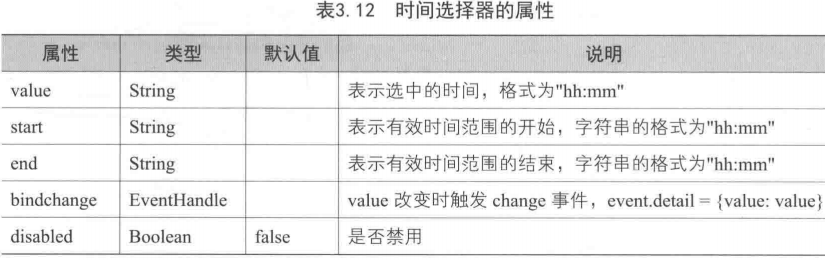 表3.12 时间选择器的属性
属性 类型 默认值 说明
value String 表示选中的时间，格式为"hh:mm"
start String 表示有效时间范围的开始，字符串的格式为"hh:mm"
end String 表示有效时间范围的结束，字符串的格式为"hh:mm"
bindchange EventHandle value 改变时触发 change 事件，event.detail = {value: value}
disabled Boolean false 是否禁用